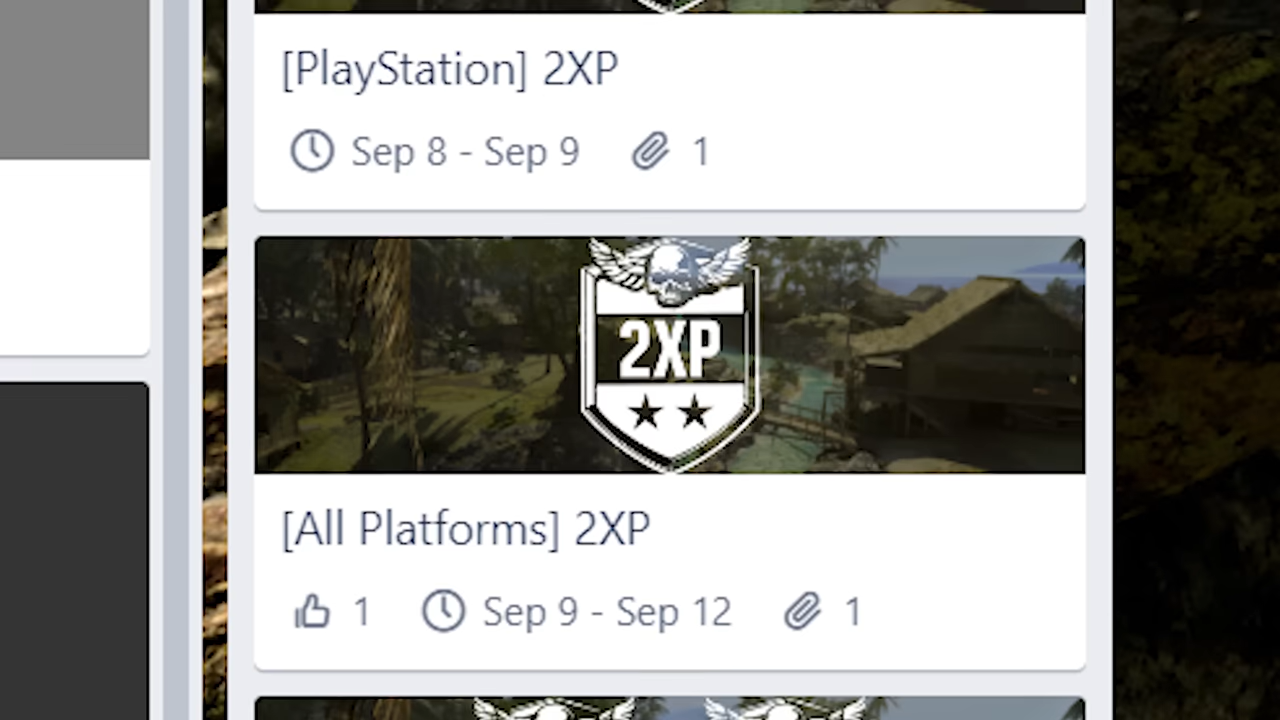 [PlayStation] 2XP
Sep 8 - Sep 9 1
2XP
[All Platforms] 2XP
1 Sep 9 - Sep 12 1